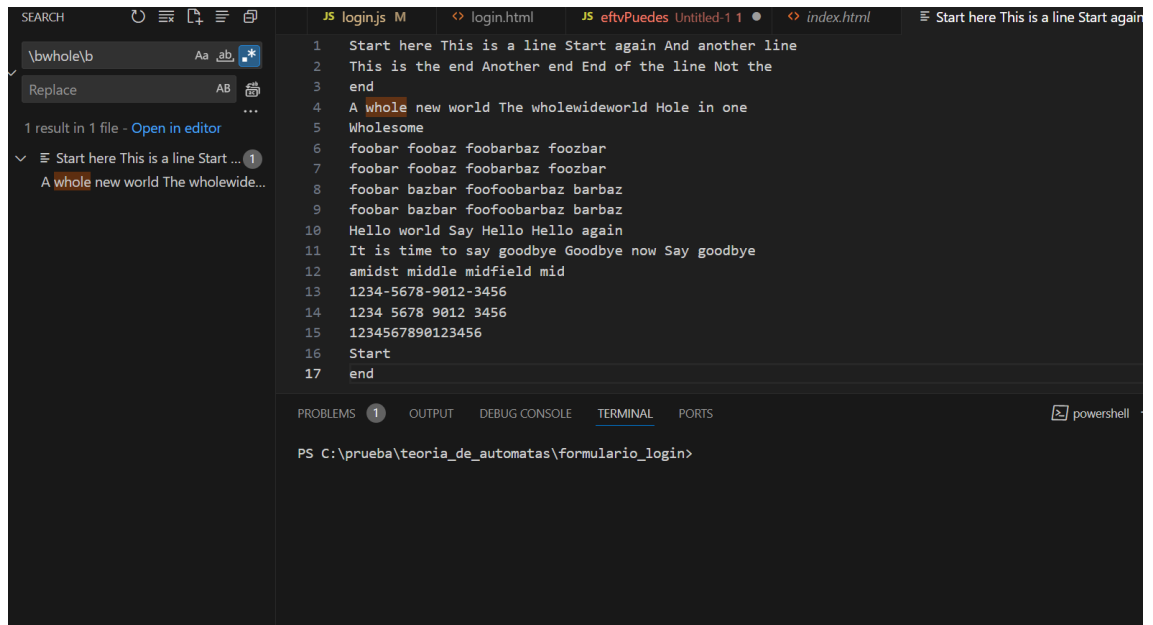 SEARCH
\bwhole\b
Aa ab .*
Replace
AB
1 result in 1 file - Open in editor
Start here This is a line Start ... 1
A whole new world The wholewide...
JS login.js M
<> login.html
JS eftvPuedes Untitled-1 1
<> index.html
Start here This is a line Start again
1 Start here This is a line Start again And another line
2 This is the end Another end End of the line Not the
3 end
4 A whole new world The wholewideworld Hole in one
5 Wholesome
6 foobar foobaz foobarbaz foozbar
7 foobar foobaz foobarbaz foozbar
8 foobar bazbar foofoobarbaz barbaz
9 foobar bazbar foofoobarbaz barbaz
10 Hello world Say Hello Hello again
11 It is time to say goodbye Goodbye now Say goodbye
12 amidst middle midfield mid
13 1234-5678-9012-3456
14 1234 5678 9012 3456
15 1234567890123456
16 Start
17 end
PROBLEMS 1 OUTPUT DEBUG CONSOLE TERMINAL PORTS
powershell
PS C:\prueba\teoria_de_automatas\formulario_login>